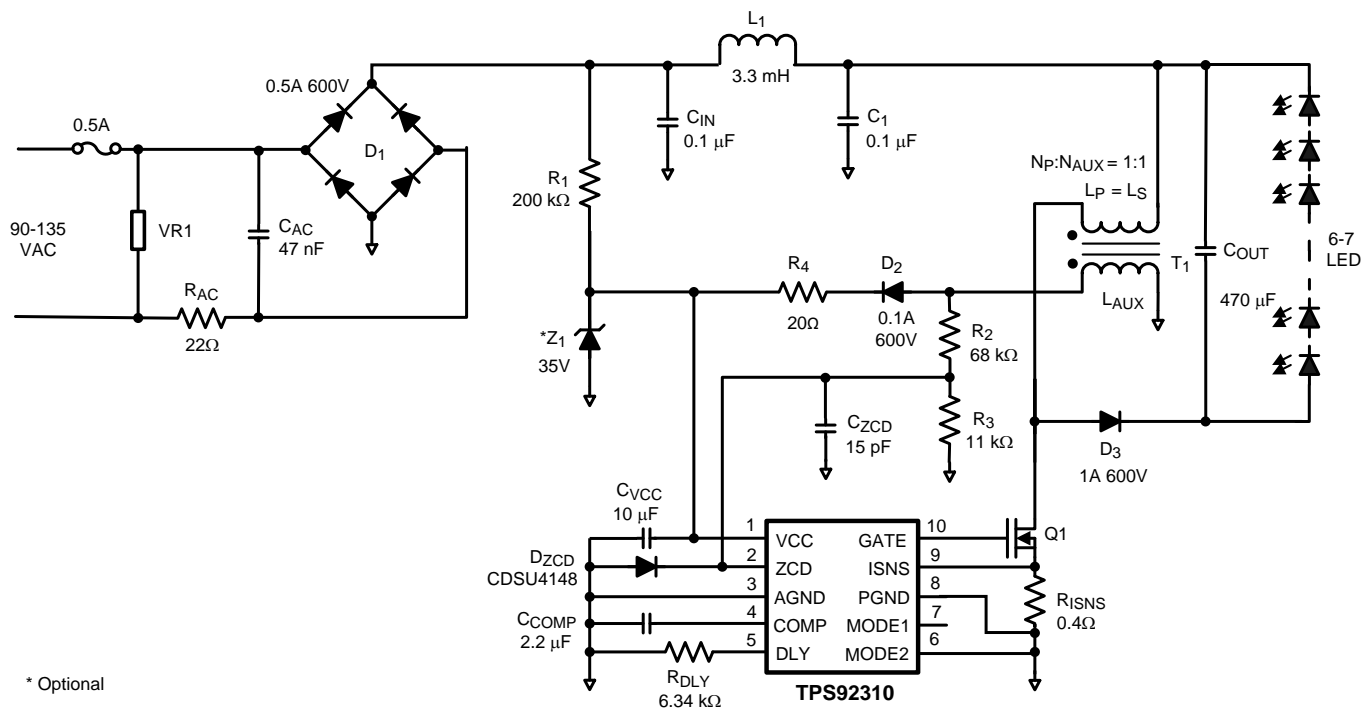 L1
3.3 mH
0.5A 600V
0.5A
D1
CIN
0.1 μF
C1
0.1 μF
NP:NAUX = 1:1
LP = LS
R1
200 kΩ
90-135
VAC
VR1
CAC
47 nF
RAC
22Ω
R4
20Ω
D2
0.1A
600V
T1
LAUX
COUT
470 μF
6-7
LED
*Z1
35V
R2
68 kΩ
CZCD
15 pF
R3
11 kΩ
D3
1A 600V
CVCC
10 μF
DZCD
CDSU4148
CCOMP
2.2 μF
RDLY
6.34 kΩ
1 VCC GATE 10
2 ZCD ISNS 9
3 AGND PGND 8
4 COMP MODE1 7
5 DLY MODE2 6
TPS92310
Q1
RISNS
0.4Ω
* Optional